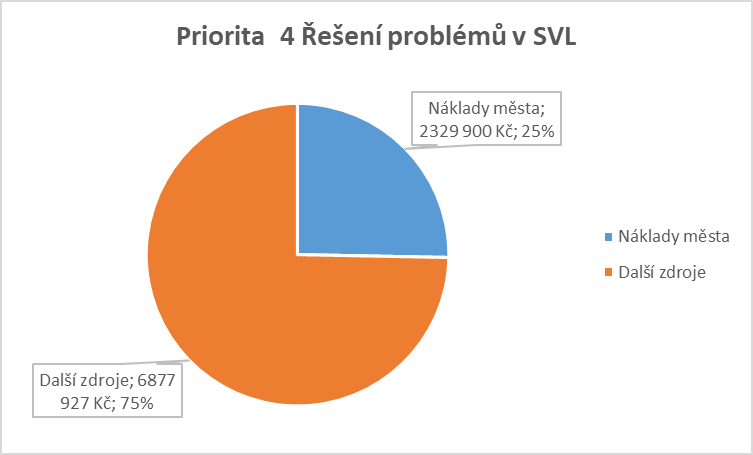 Priorita  4 Řešení problémů v SVL
Náklady města;
2329 900 Kč; 25%
Náklady města
Další zdroje
Další zdroje; 6877
927 Kč; 75%